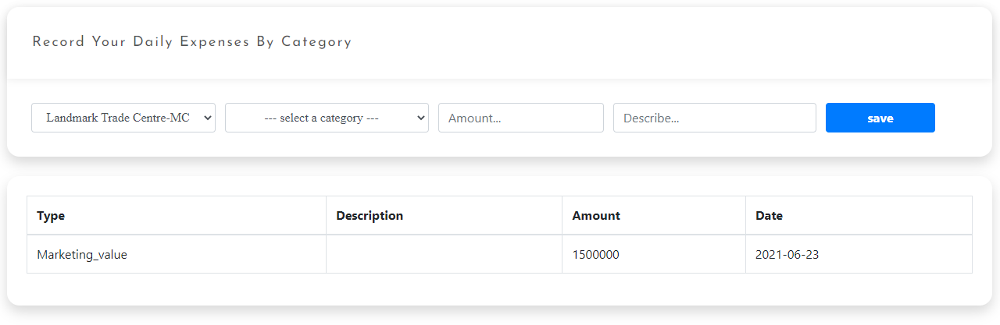 Record Your Daily Expenses By Category
Landmark Trade Centre-MC --- select a category --- Amount... Describe... save
Type Description Amount Date
Marketing_value 1500000 2021-06-23